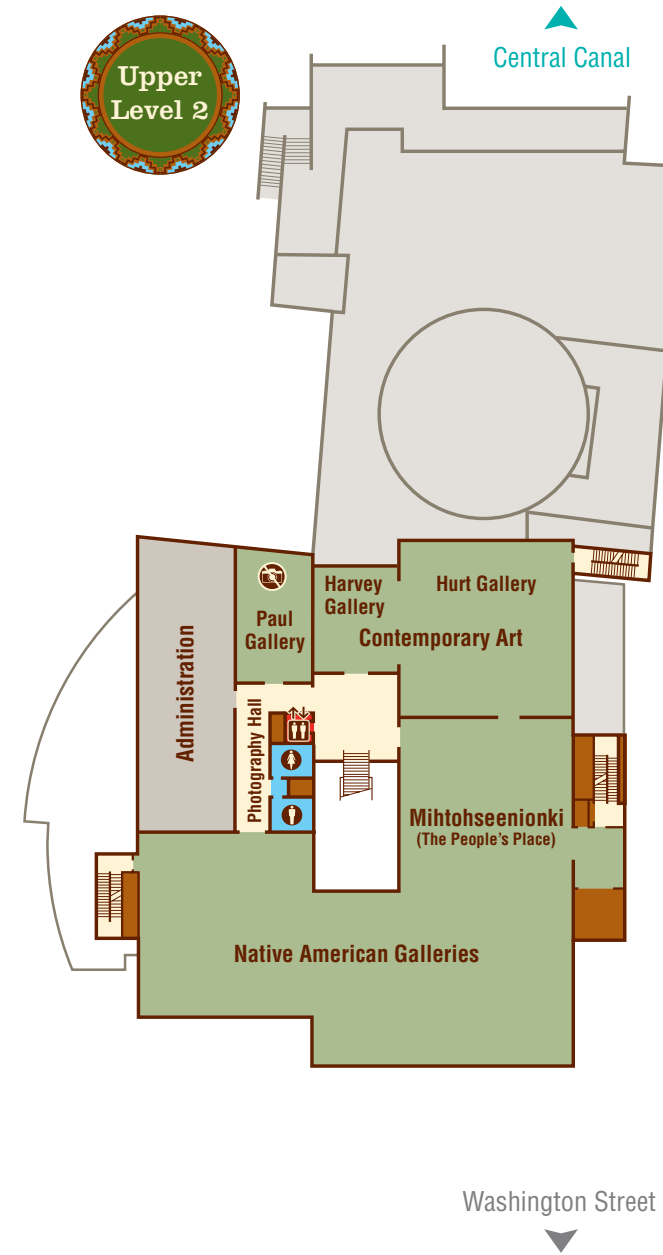 Upper
Level 2
Central Canal
Harvey
Gallery
Hurt Gallery
Paul
Gallery
Contemporary Art
Administration
Photography Hall
Mihtohseenionki
(The People's Place)
Native American Galleries
Washington Street